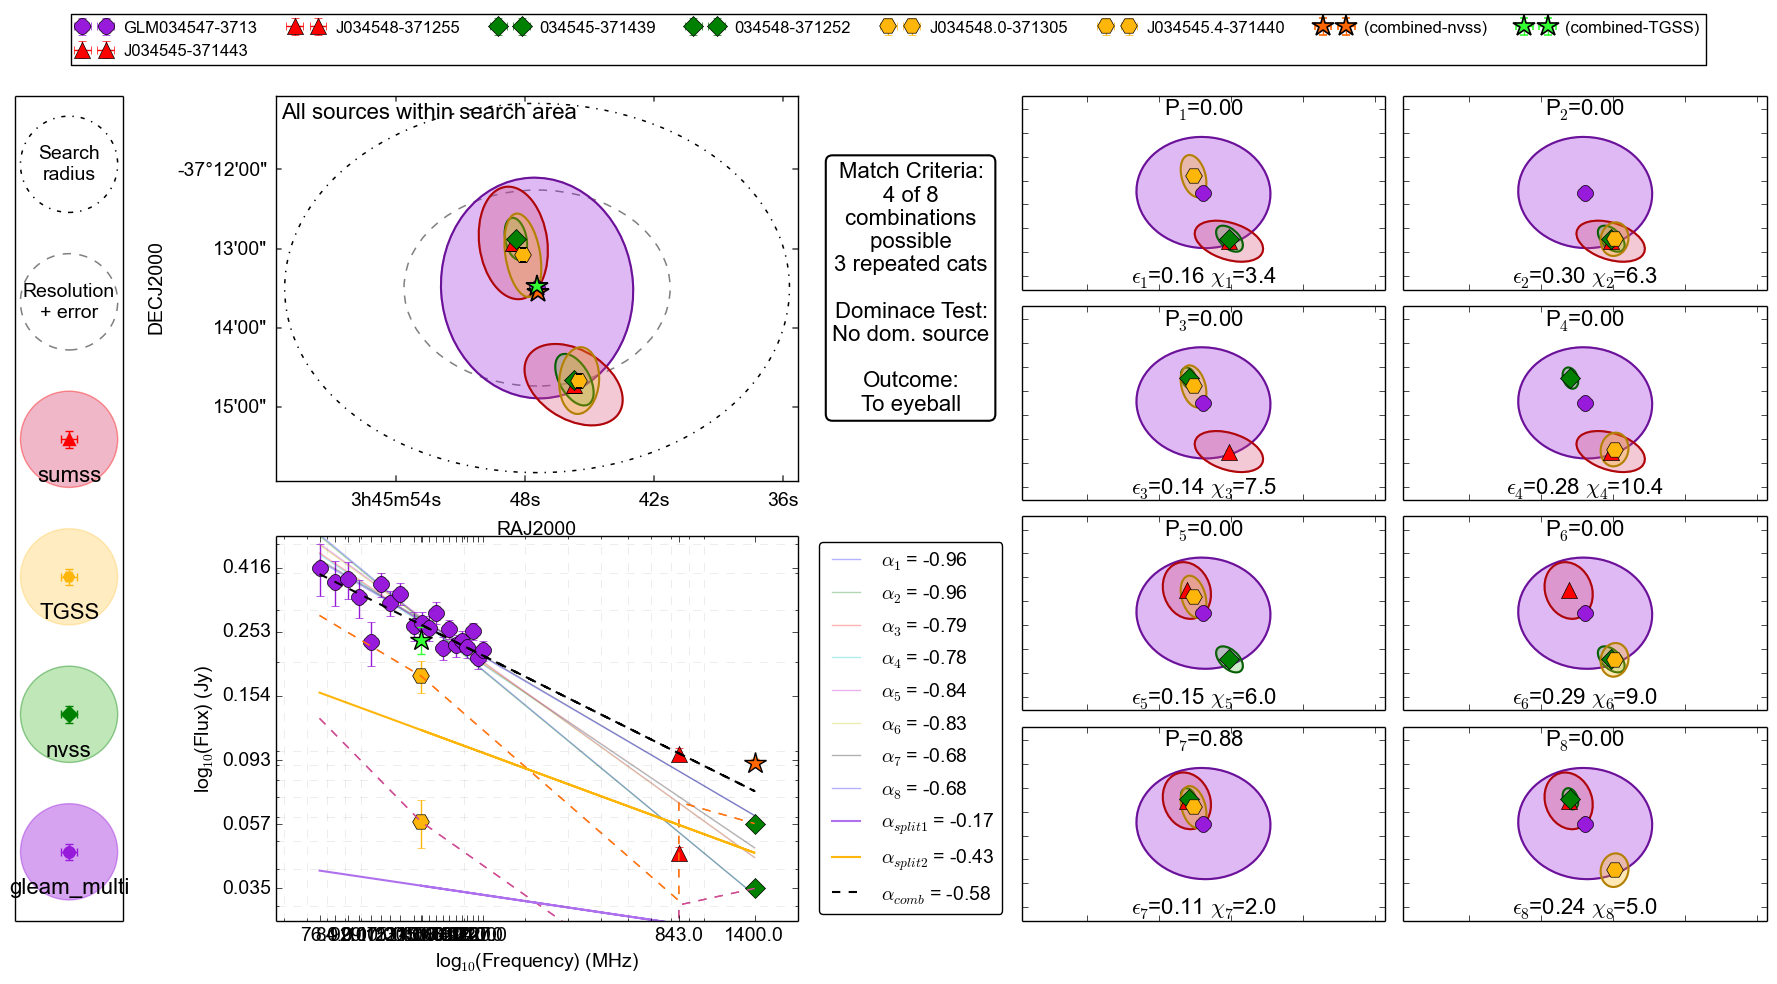 GLM034547-3713
J034548-371255
034545-371439
034548-371252
J034548.0-371305
J034545.4-371440
(combined-nvss)
(combined-TGSS)
J034545-371443
Search
radius
Resolution
+ error
sumss
TGSS
nvss
gleam_multi
All sources within search area
DECJ2000
-37°12'00"
13'00"
14'00"
15'00"
3h45m54s
48s
42s
36s
RAJ2000
Match Criteria:
4 of 8
combinations
possible
3 repeated cats
Dominace Test:
No dom. source
Outcome:
To eyeball
log10(Flux) (Jy)
0.416
0.253
0.154
0.093
0.057
0.035
843.0
1400.0
log10(Frequency) (MHz)
α1 = -0.96
α2 = -0.96
α3 = -0.79
α4 = -0.78
α5 = -0.84
α6 = -0.83
α7 = -0.68
α8 = -0.68
αsplit1 = -0.17
αsplit2 = -0.43
αcomb = -0.58
P1=0.00
ϵ1=0.16 χ1=3.4
P2=0.00
ϵ2=0.30 χ2=6.3
P3=0.00
ϵ3=0.14 χ3=7.5
P4=0.00
ϵ4=0.28 χ4=10.4
P5=0.00
ϵ5=0.15 χ5=6.0
P6=0.00
ϵ6=0.29 χ6=9.0
P7=0.88
ϵ7=0.11 χ7=2.0
P8=0.00
ϵ8=0.24 χ8=5.0